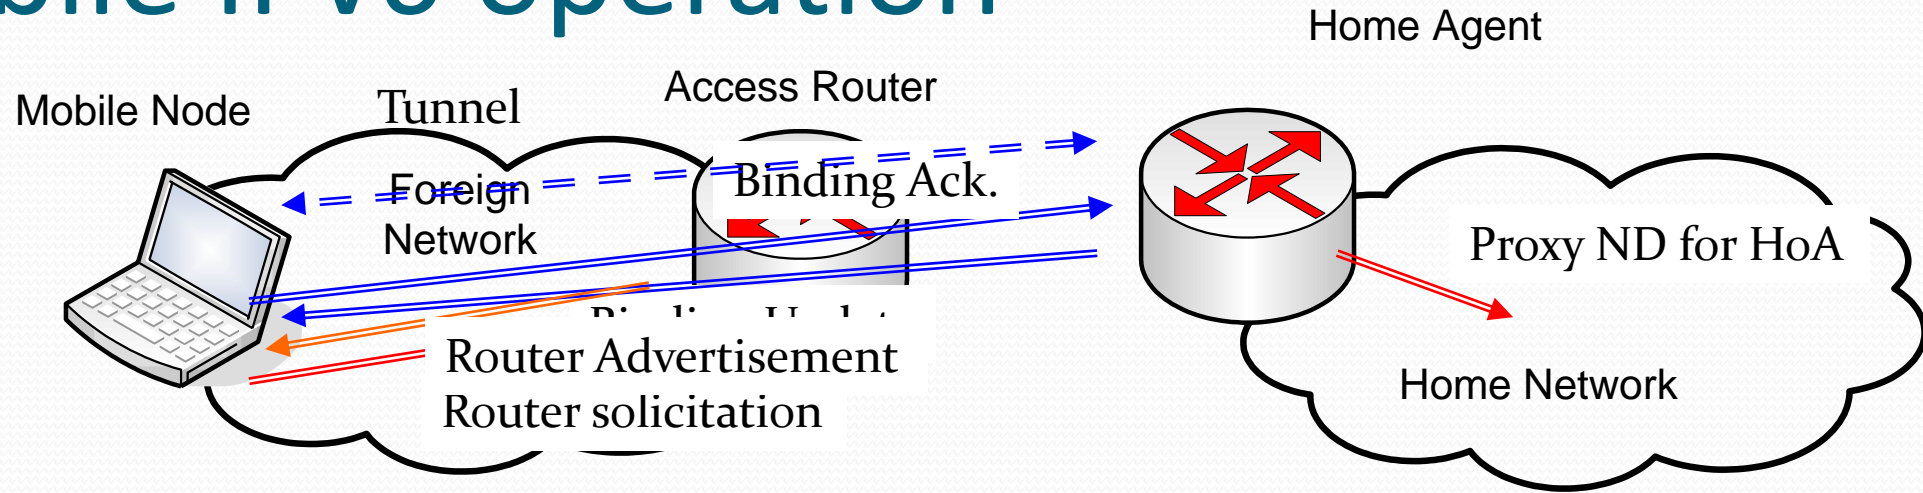 operation
Home Agent
Access Router
Mobile Node
Tunnel
Binding Ack.
Foreign
Network
Proxy ND for HoA
Router Advertisement
Home Network
Router solicitation